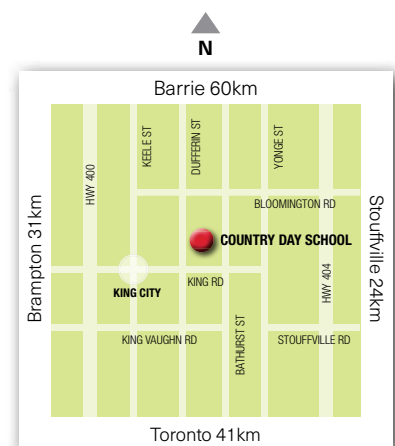 N
Barrie 60km
KEELE ST
DUFFERIN ST
YONGE ST
HWY 400
BLOOMINGTON RD
Brampton 31km
Stouffville 24km
COUNTRY DAY SCHOOL
KING RD
HWY 404
KING CITY
BATHURST ST
KING VAUGHN RD
STOUFFVILLE RD
Toronto 41km